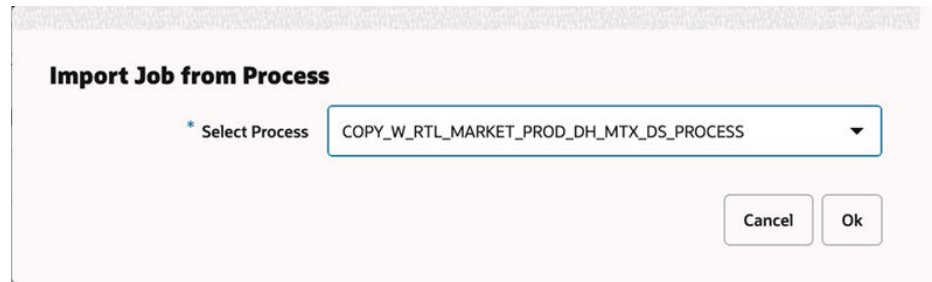 Import Job from Process
* Select Process COPY_W_RTL_MARKET_PROD_DH_MTX_DS_PROCESS
Cancel Ok